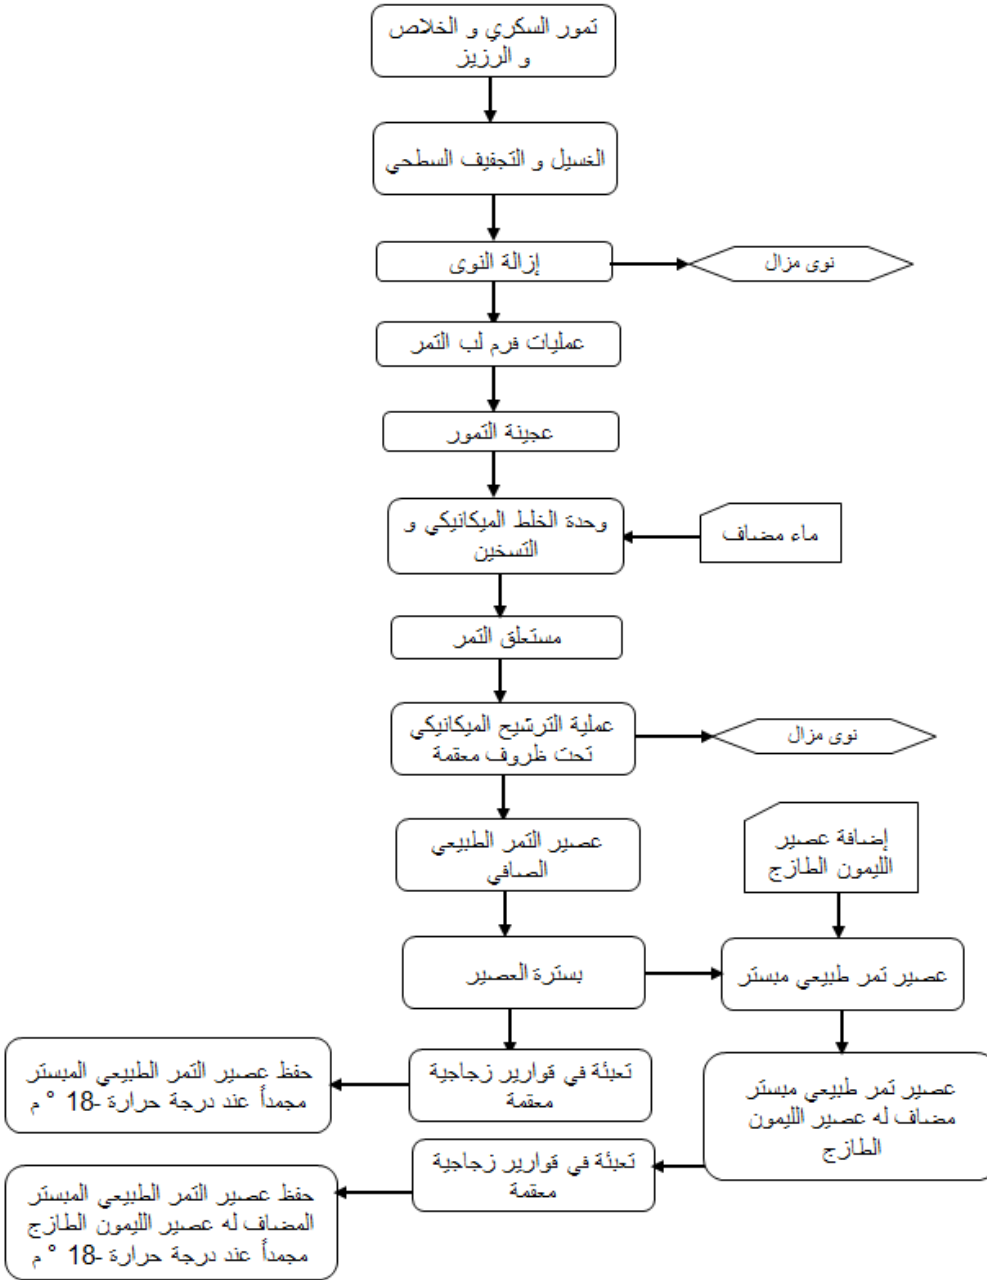 تمور السكري و الخلاص
و الرزيز
الغسيل و التجفيف السطحي
إزالة النوى
نوى مزال
عمليات فرم لب التمر
عجينة التمور
وحدة الخلط الميكانيكي و
التسخين
ماء مضاف
مستعلق التمر
عملية الترشيح الميكانيكي
تحت ظروف معقمة
نوى مزال
عصير التمر الطبيعي
الصافي
إضافة عصير
الليمون الطازج
بسترة العصير
عصير تمر طبيعي مبستر
تعبئة في قوارير زجاجية
معقمة
حفظ عصير التمر الطبيعي المبستر
مجمداً عند درجة حرارة -18 ° م
عصير تمر طبيعي مبستر
مضاف له عصير الليمون
الطازج
تعبئة في قوارير زجاجية
معقمة
حفظ عصير التمر الطبيعي المبستر
المضاف له عصير الليمون الطازج
مجمداً عند درجة حرارة -18 ° م